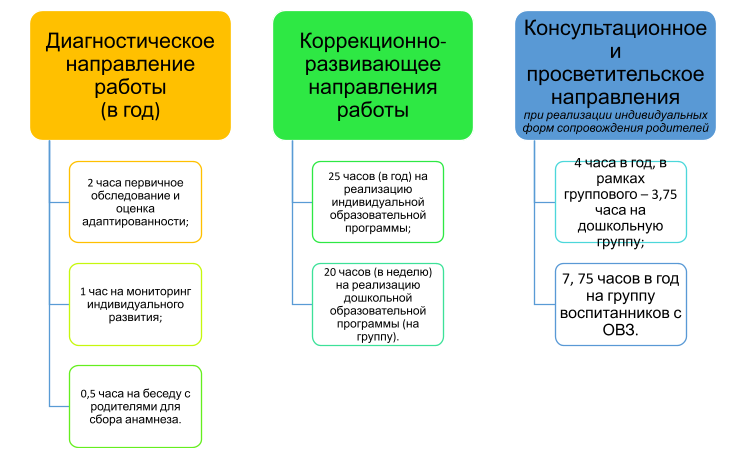 Диагностическое
направление
работы
(в год)
2 часа первичное
обследование и
оценка
адаптированности;
1 час на мониторинг
индивидуального
развития;
0,5 часа на беседу с
родителями для
сбора анамнеза.
Коррекционно-
развивающее
направления
работы
25 часов (в год) на
реализацию
индивидуальной
образовательной
программы;
20 часов (в неделю)
на реализацию
дошкольной
образовательной
программы (на
группу).
Консультационное
и
просветительское
направления
при реализации индивидуальных
форм сопровождения родителей
4 часа в год, в
рамках
группового – 3,75
часа на
дошкольную
группу;
7, 75 часов в год
на группу
воспитанников с
ОВЗ.